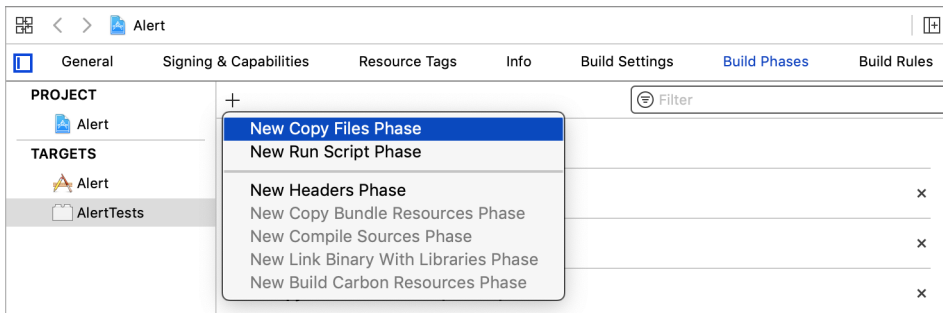 Alert
General Signing & Capabilities Resource Tags Info Build Settings Build Phases Build Rules
PROJECT
Alert
TARGETS
Alert
AlertTests
+
Filter
New Copy Files Phase
New Run Script Phase
New Headers Phase
New Copy Bundle Resources Phase
New Compile Sources Phase
New Link Binary With Libraries Phase
New Build Carbon Resources Phase